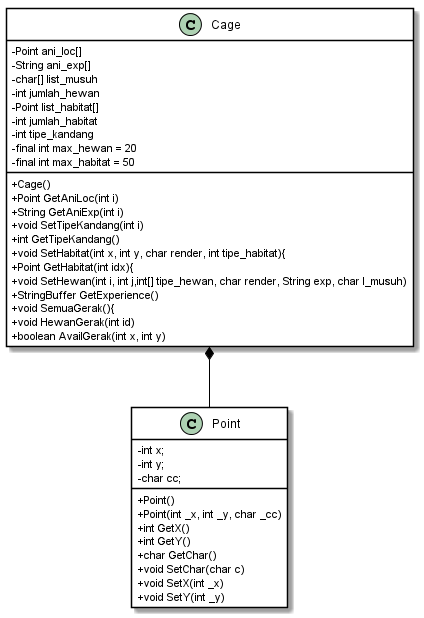 C Cage
-Point ani_loc[]
-String ani_exp[]
-char[] list_musuh
-int jumlah_hewan
-Point list_habitat[]
-int jumlah_habitat
-int tipe_kandang
-final int max_hewan = 20
-final int max_habitat = 50
+Cage()
+Point GetAniLoc(int i)
+String GetAniExp(int i)
+void SetTipeKandang(int i)
+int GetTipeKandang()
+void SetHabitat(int x, int y, char render, int tipe_habitat){
+Point GetHabitat(int idx){
+void SetHewan(int i, int j,int[] tipe_hewan, char render, String exp, char l_musuh)
+StringBuffer GetExperience()
+void SemuaGerak(){
+void HewanGerak(int id)
+boolean AvailGerak(int x, int y)
C Point
-int x;
-int y;
-char cc;
+Point()
+Point(int _x, int _y, char _cc)
+int GetX()
+int GetY()
+char GetChar()
+void SetChar(char c)
+void SetX(int _x)
+void SetY(int _y)